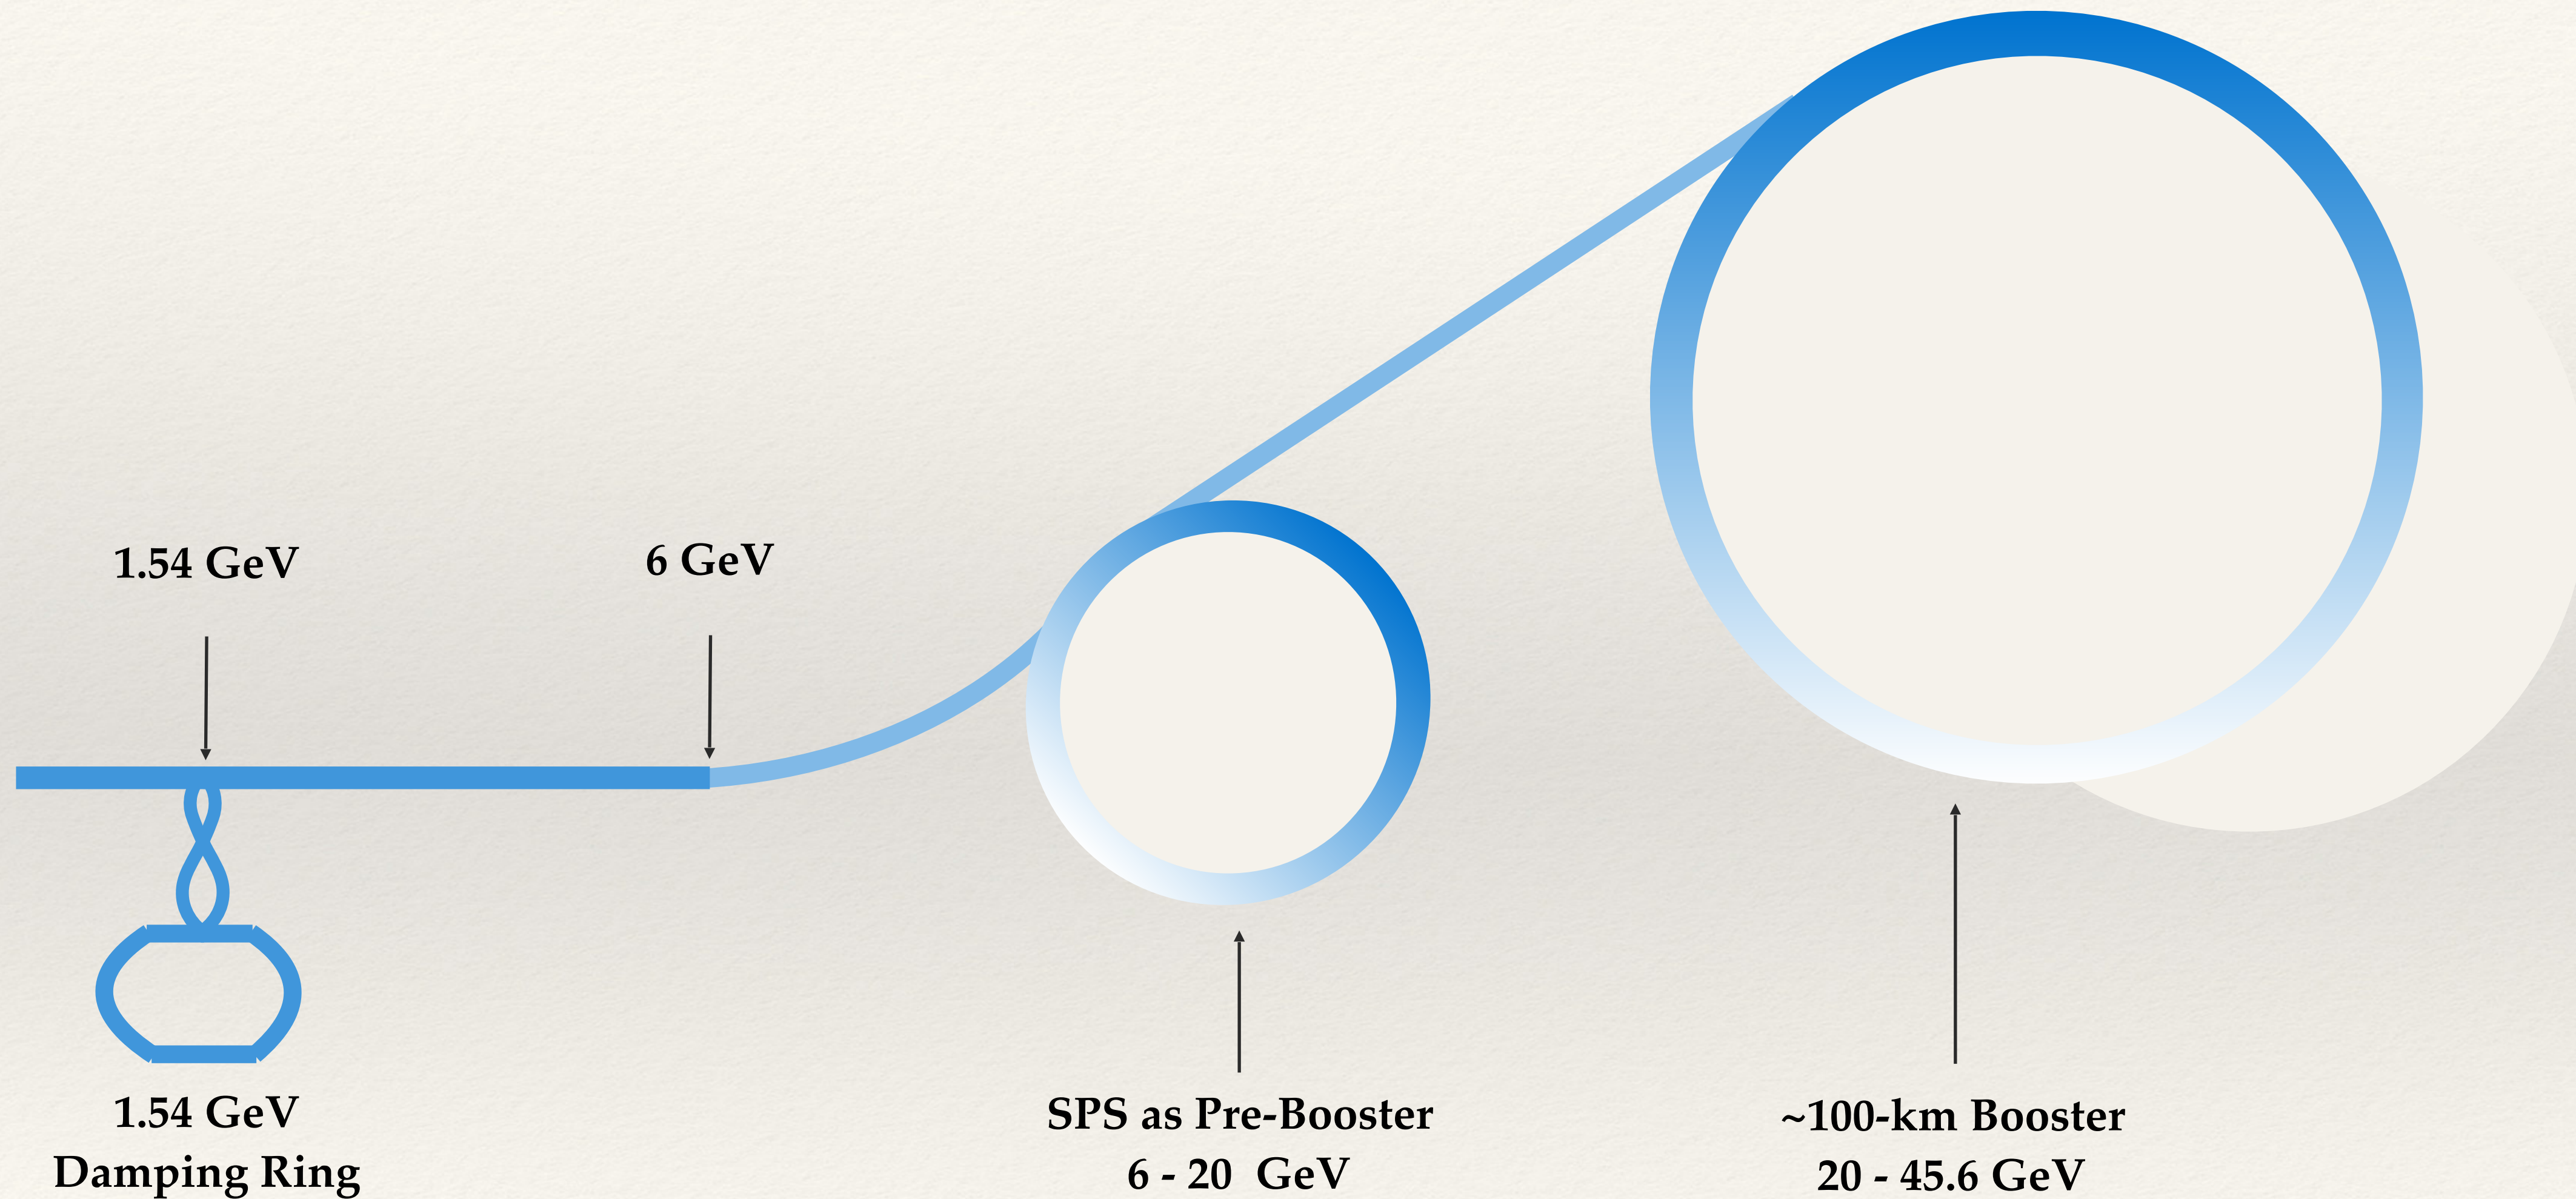 1.54 GeV
6 GeV
1.54 GeV
Damping Ring
SPS as Pre-Booster
6 - 20  GeV
~100-km Booster
20 - 45.6 GeV